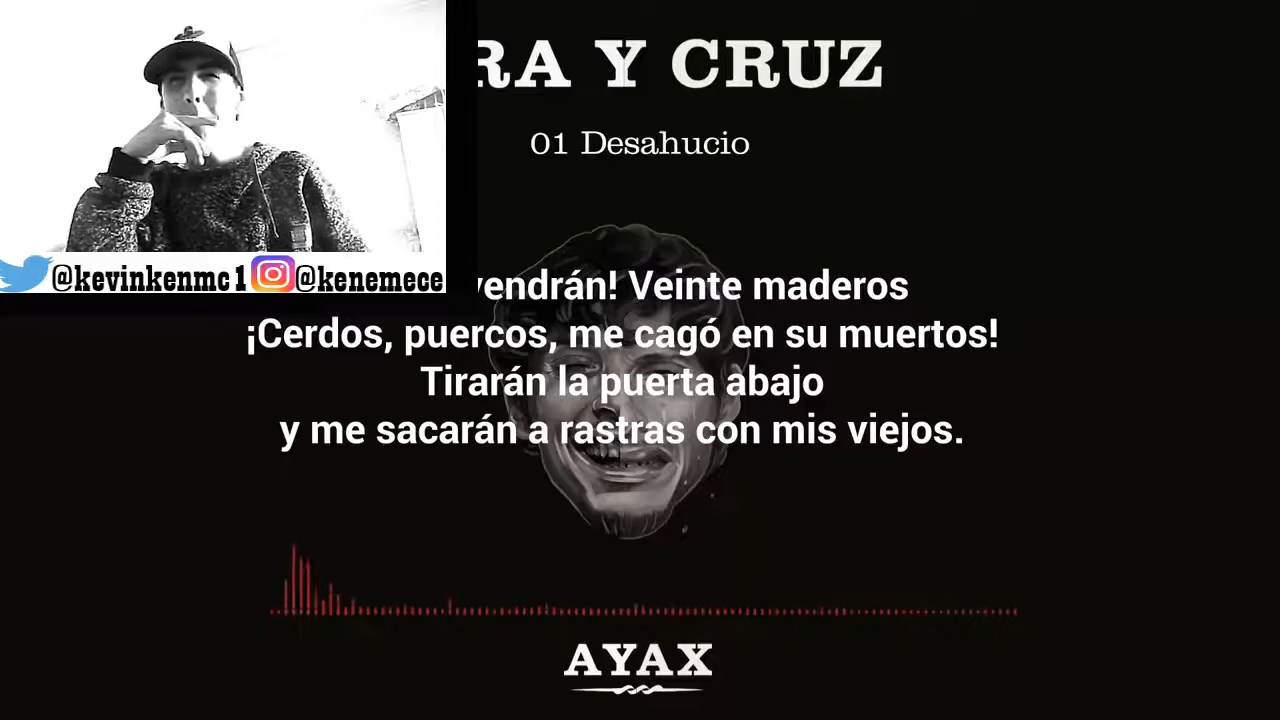 RA Y CRUZ
01 Desahucio
@kevinkenmc1 @kenemece
vendrán! Veinte maderos
¡Cerdos, puercos, me cagó en su muertos!
Tirarán la puerta abajo
y me sacarán a rastras con mis viejos.
AYAX